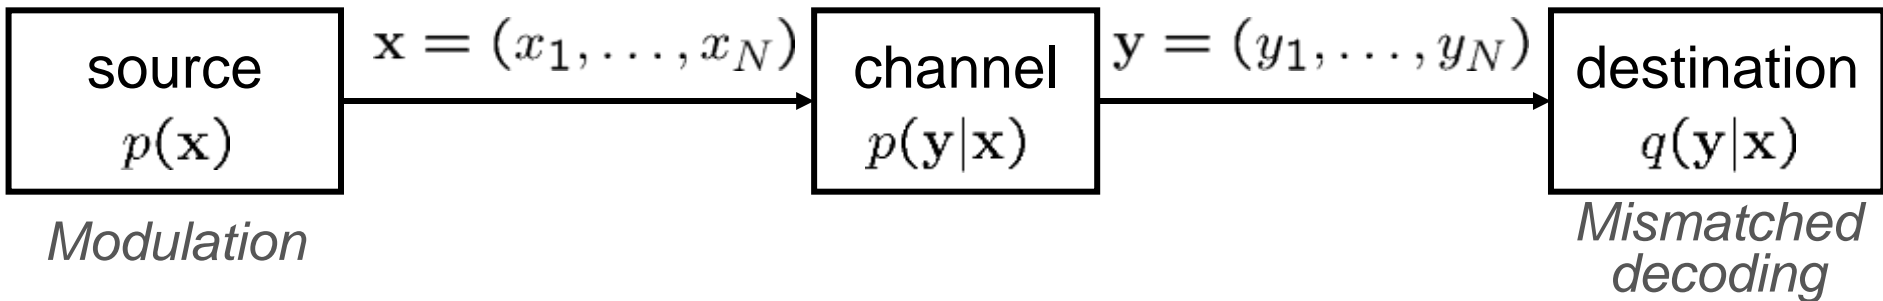 source
p(𝐱)
Modulation
𝐱 = (x₁, . . . , x_N)
channel
p(𝐲|𝐱)
𝐲 = (y₁, . . . , y_N)
destination
q(𝐲|𝐱)
Mismatched
decoding